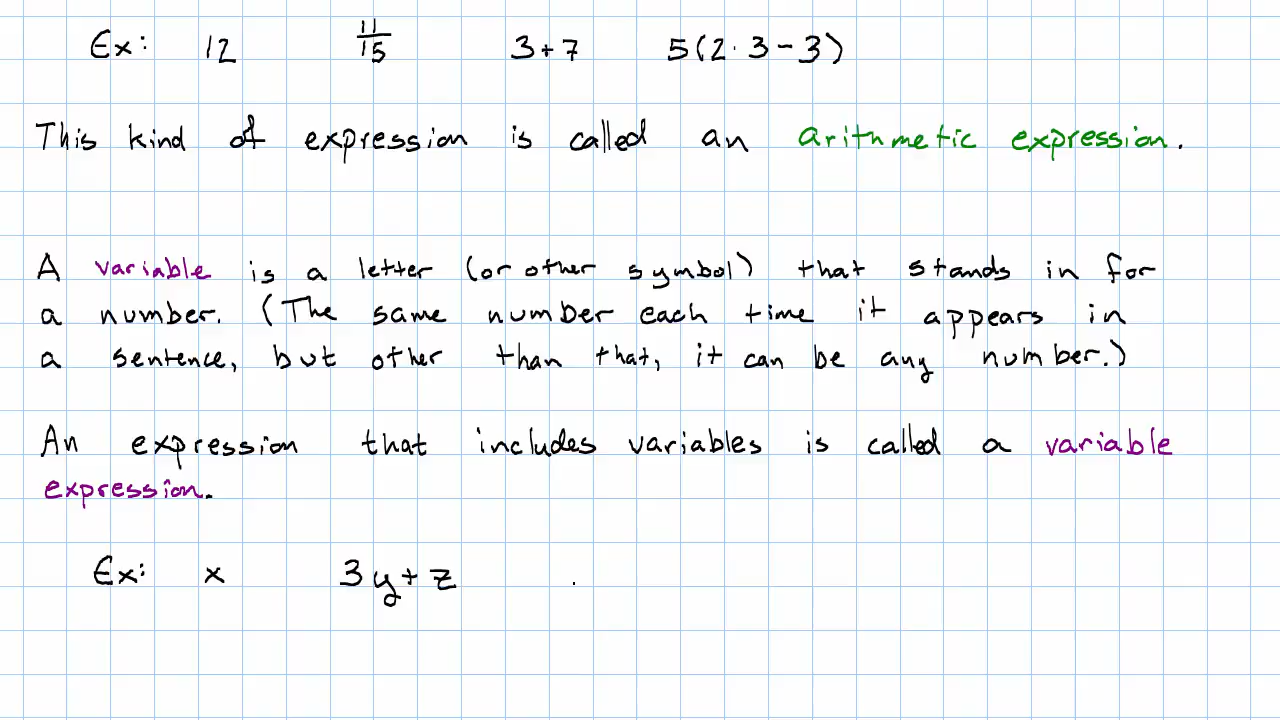 Ex: 12 11/15 3+7 5(2·3-3)
This kind of expression is called an arithmetic expression.
A variable is a letter (or other symbol) that stands in for
a number. (The same number each time it appears in
a sentence, but other than that, it can be any number.)
An expression that includes variables is called a variable
expression.
Ex: x 3y+z